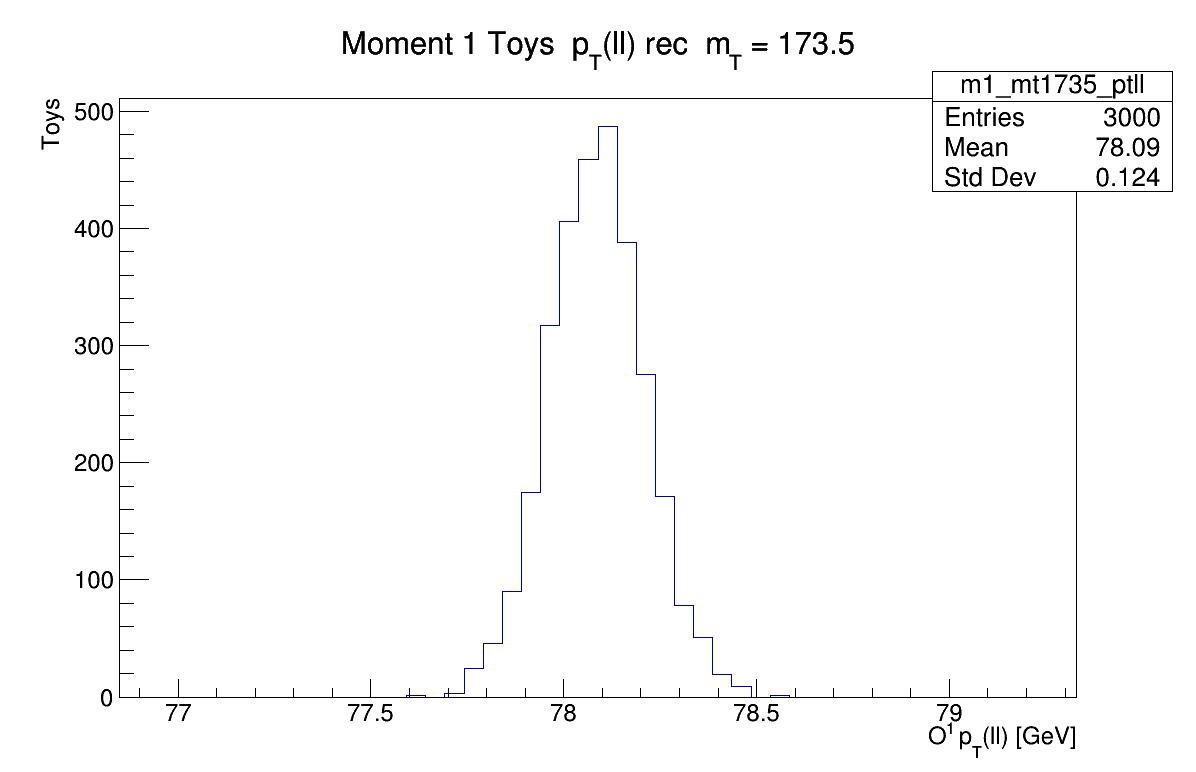 Moment 1 Toys p_T(ll) rec m_T = 173.5
m1_mt1735_ptll
Entries 3000
Mean 78.09
Std Dev 0.124
Toys
500
400
300
200
100
0
77 77.5 78 78.5 79
O^1 p_T(ll) [GeV]